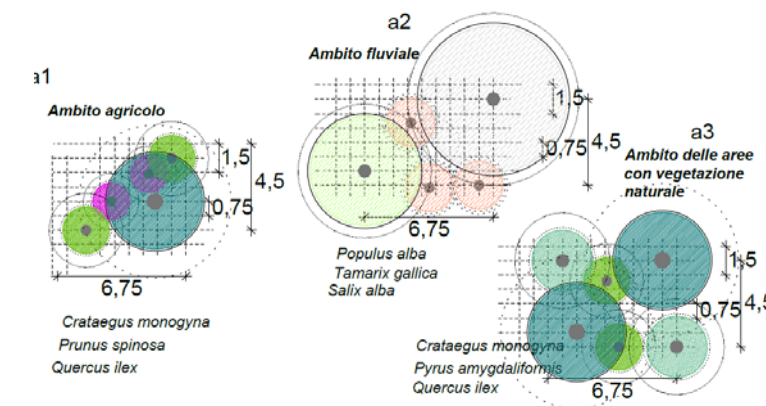 a1
Ambito agricolo
1,5
4,5
0,75
6,75
Crataegus monogyna
Prunus spinosa
Quercus ilex
a2
Ambito fluviale
1,5
0,75
4,5
6,75
Populus alba
Tamarix gallica
Salix alba
a3
Ambito delle aree
con vegetazione
naturale
1,5
0,75
4,5
6,75
Crataegus monogyna
Pyrus amygdaliformis
Quercus ilex